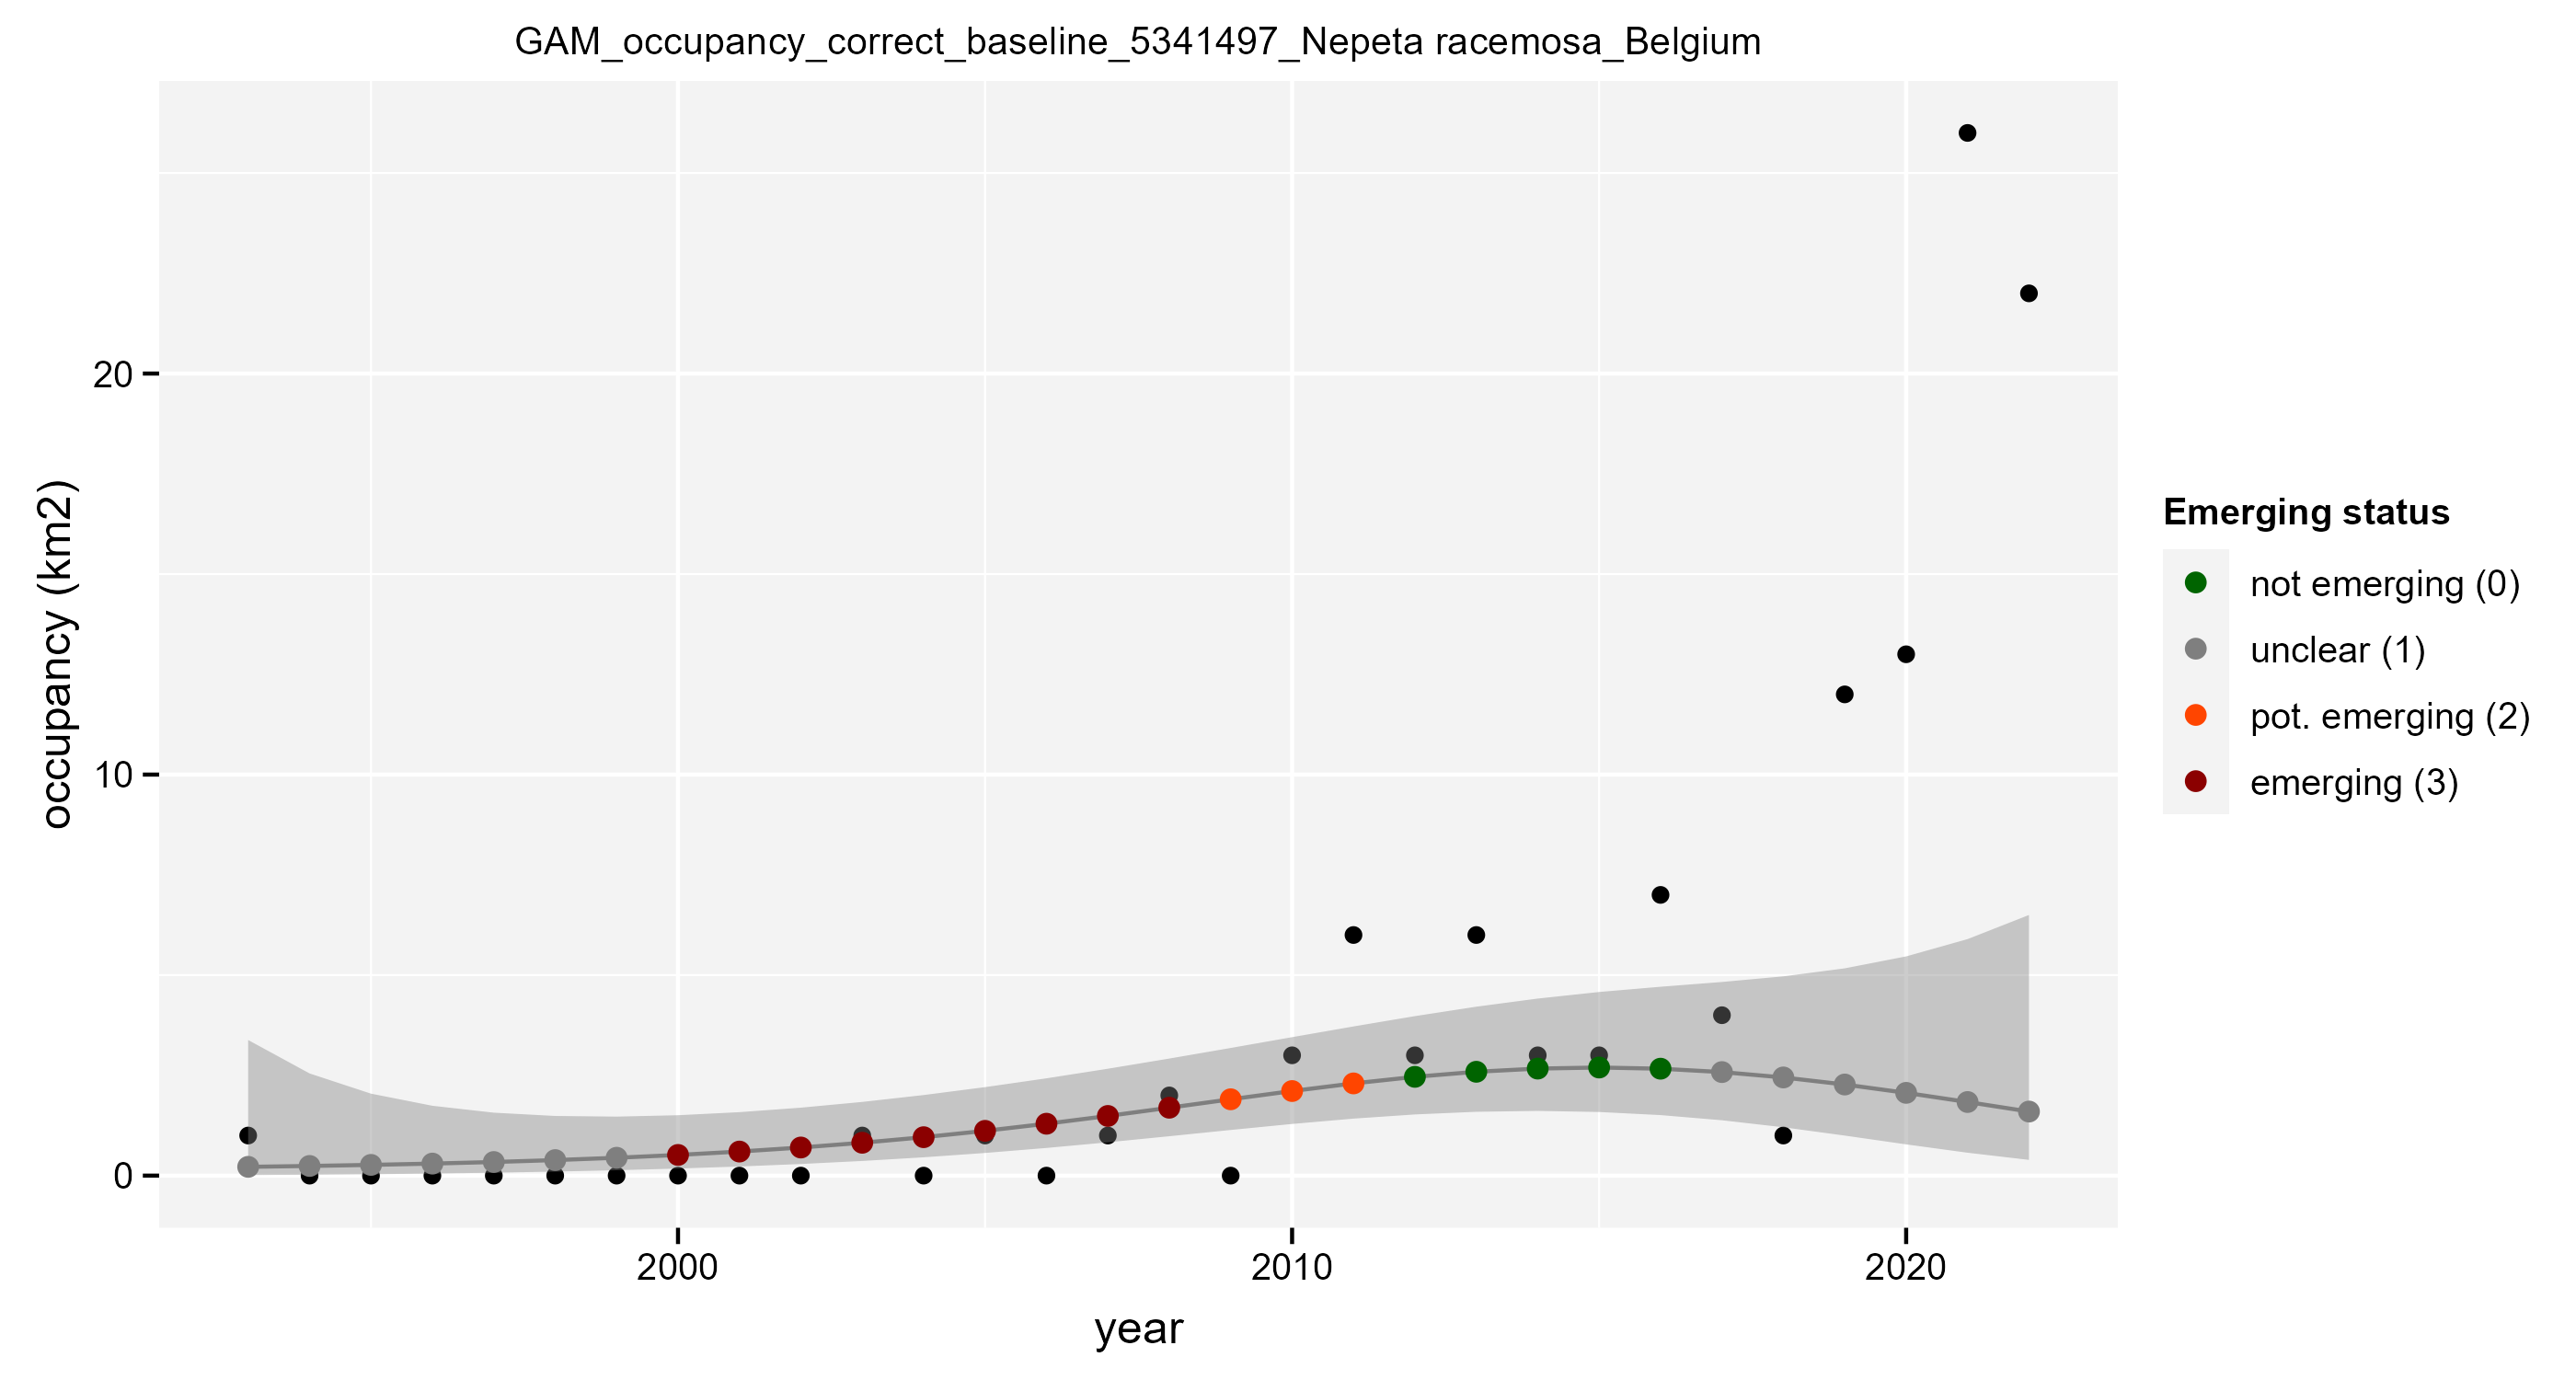 GAM_occupancy_correct_baseline_5341497_Nepeta racemosa_Belgium
occupancy (km2)
20
10
0
2000
2010
2020
year
Emerging status
not emerging (0)
unclear (1)
pot. emerging (2)
emerging (3)